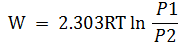 W = 2.303RT ln P1/P2